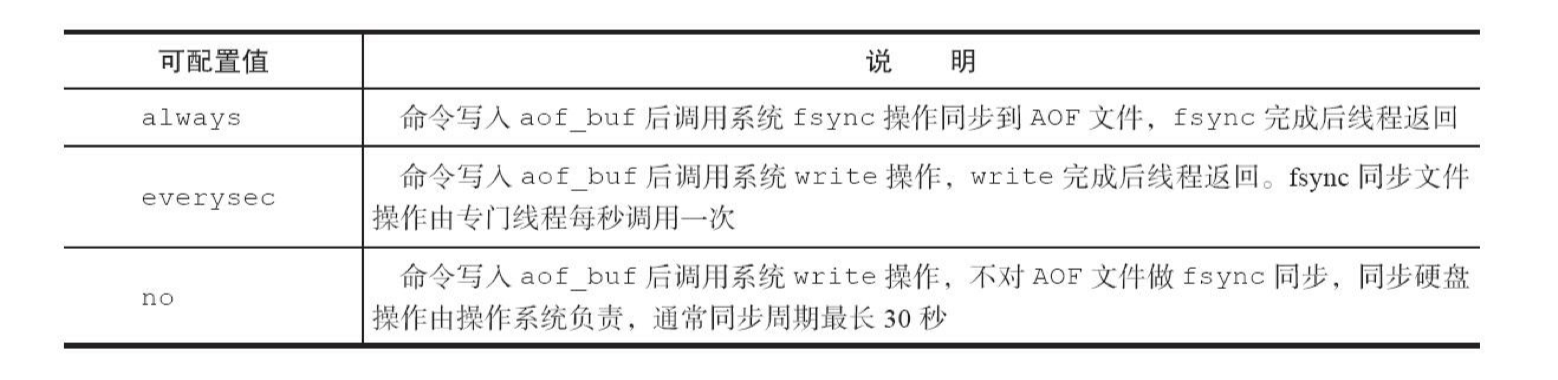 可配置值 说 明
always 命令写入 aof_buf 后调用系统 fsync 操作同步到 AOF 文件，fsync 完成后线程返回
everysec 命令写入 aof_buf 后调用系统 write 操作，write 完成后线程返回。fsync 同步文件
操作由专门线程每秒调用一次
no 命令写入 aof_buf 后调用系统 write 操作，不对 AOF 文件做 fsync 同步，同步硬盘
操作由操作系统负责，通常同步周期最长 30 秒